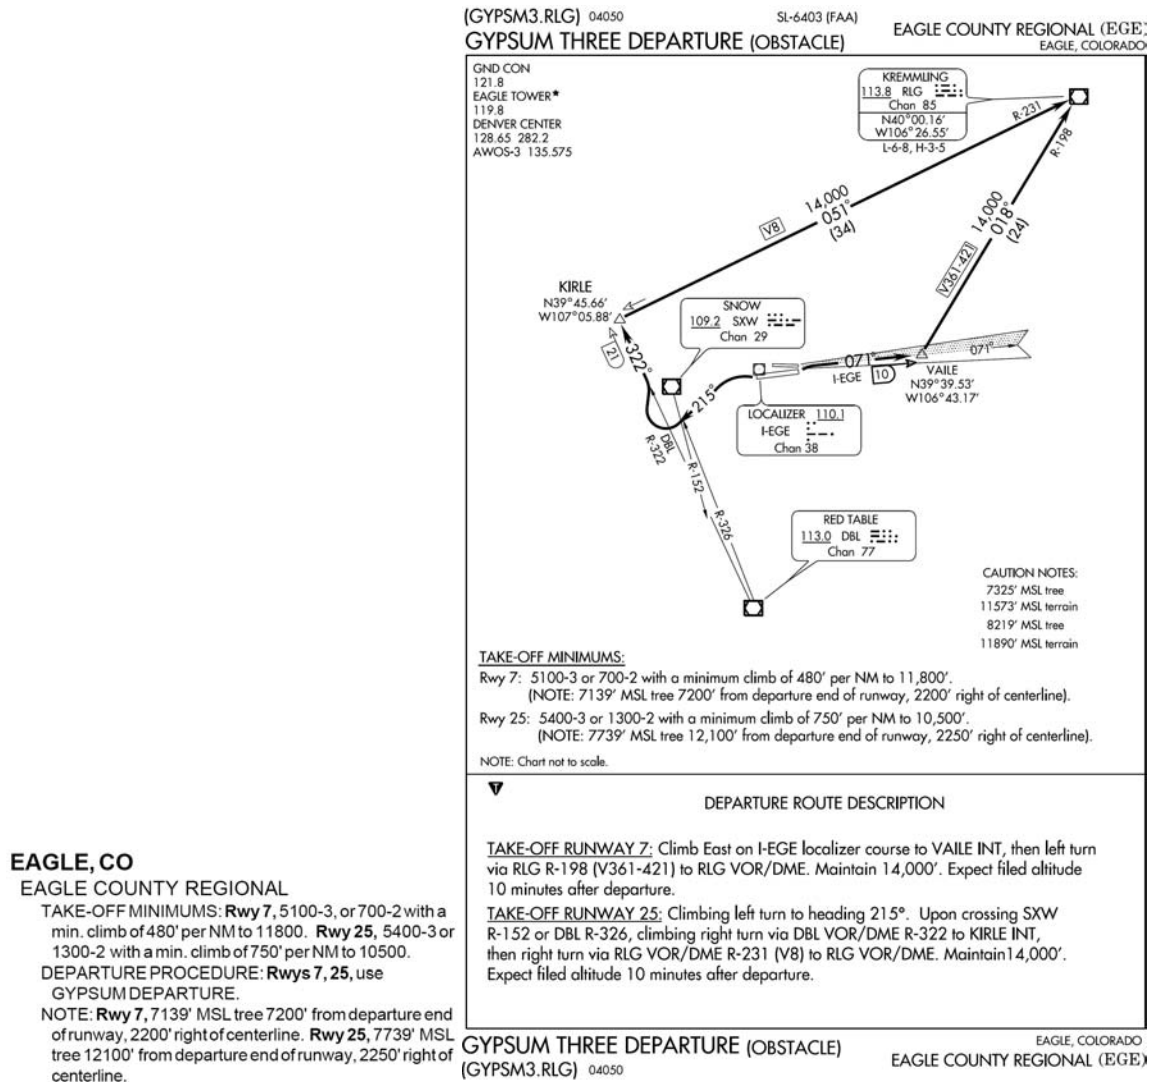 (GYPSM3.RLG) 04050
SL-6403 (FAA)
EAGLE COUNTY REGIONAL (EGE)
GYPSUM THREE DEPARTURE (OBSTACLE)
EAGLE, COLORADO
GND CON
121.8
EAGLE TOWER★
119.8
DENVER CENTER
128.65 282.2
AWOS-3 135.575
KREMMLING
113.8 RLG
Chan 85
N40°00.16′
W106°26.55′
L-6-8, H-3-5
R-231
R-198
14,000
051°
(34)
V8
14,000
018°
(24)
V361-421
KIRLE
N39°45.66′
W107°05.88′
SNOW
109.2 SXW
Chan 29
21
322°
215°
071°
071°
I-EGE 10
VAILE
N39°39.53′
W106°43.17′
LOCALIZER 110.1
I-EGE
Chan 38
DBL
R-322
R-152
R-326
RED TABLE
113.0 DBL
Chan 77
CAUTION NOTES:
7325′ MSL tree
11573′ MSL terrain
8219′ MSL tree
11890′ MSL terrain
TAKE-OFF MINIMUMS:
Rwy 7: 5100-3 or 700-2 with a minimum climb of 480′ per NM to 11,800′.
(NOTE: 7139′ MSL tree 7200′ from departure end of runway, 2200′ right of centerline).
Rwy 25: 5400-3 or 1300-2 with a minimum climb of 750′ per NM to 10,500′.
(NOTE: 7739′ MSL tree 12,100′ from departure end of runway, 2250′ right of centerline).
NOTE: Chart not to scale.
T
DEPARTURE ROUTE DESCRIPTION
TAKE-OFF RUNWAY 7: Climb East on I-EGE localizer course to VAILE INT, then left turn
via RLG R-198 (V361-421) to RLG VOR/DME. Maintain 14,000′. Expect filed altitude
10 minutes after departure.
TAKE-OFF RUNWAY 25: Climbing left turn to heading 215°. Upon crossing SXW
R-152 or DBL R-326, climbing right turn via DBL VOR/DME R-322 to KIRLE INT,
then right turn via RLG VOR/DME R-231 (V8) to RLG VOR/DME. Maintain14,000′.
Expect filed altitude 10 minutes after departure.
GYPSUM THREE DEPARTURE (OBSTACLE)
(GYPSM3.RLG) 04050
EAGLE, COLORADO
EAGLE COUNTY REGIONAL (EGE)
EAGLE, CO
EAGLE COUNTY REGIONAL
TAKE-OFF MINIMUMS: Rwy 7, 5100-3, or 700-2 with a
min. climb of 480' per NM to 11800. Rwy 25, 5400-3 or
1300-2 with a min. climb of 750' per NM to 10500.
DEPARTURE PROCEDURE: Rwys 7, 25, use
GYPSUM DEPARTURE.
NOTE: Rwy 7, 7139' MSL tree 7200' from departure end
of runway, 2200' right of centerline. Rwy 25, 7739' MSL
tree 12100' from departure end of runway, 2250' right of
centerline.